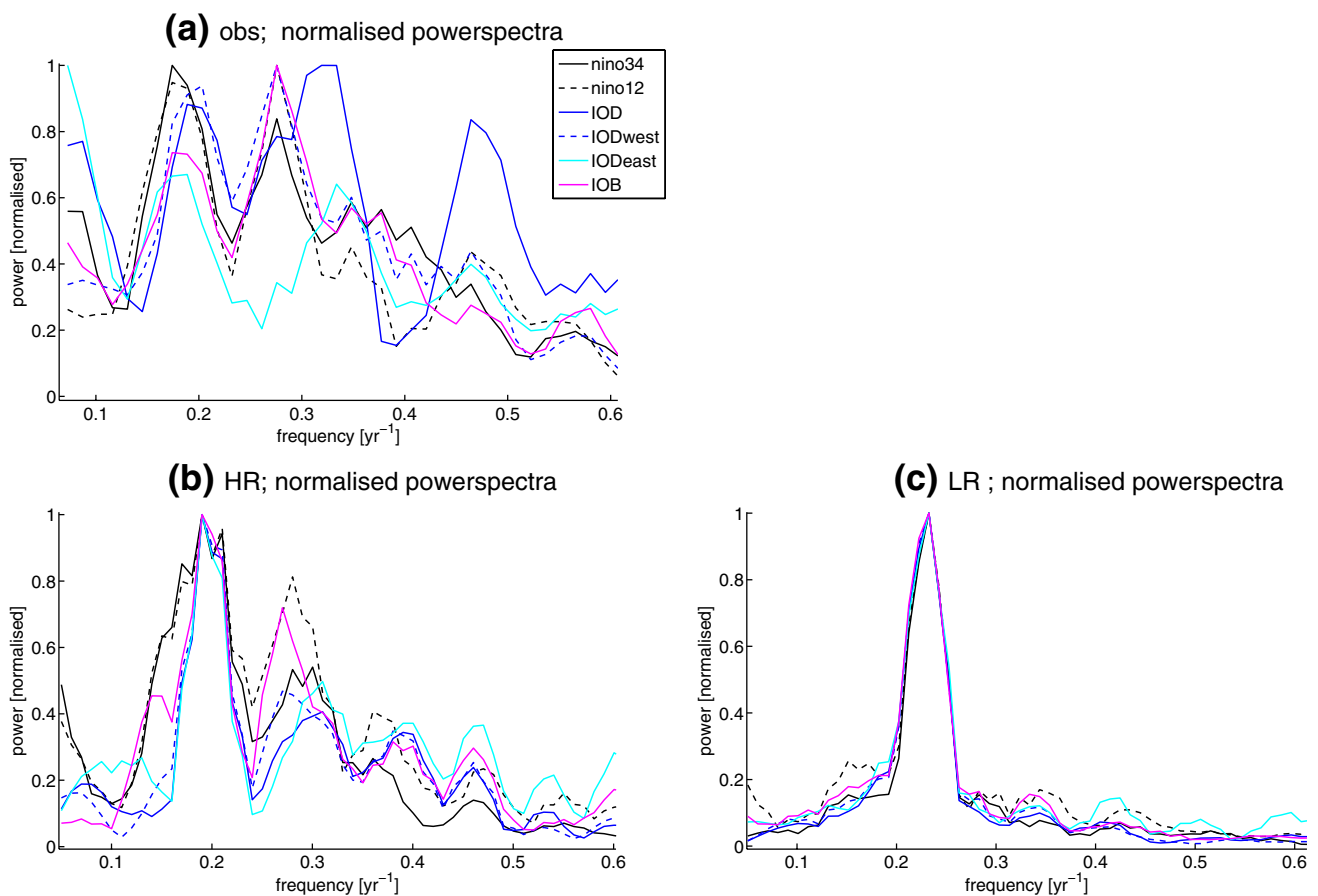 (a) obs; normalised powerspectra
nino34
nino12
IOD
IODwest
IODeast
IOB
power [normalised]
1
0.8
0.6
0.4
0.2
0
0.1 0.2 0.3 0.4 0.5 0.6
frequency [yr⁻¹]
(b) HR; normalised powerspectra
power [normalised]
1
0.8
0.6
0.4
0.2
0
0.1 0.2 0.3 0.4 0.5 0.6
frequency [yr⁻¹]
(c) LR ; normalised powerspectra
power [normalised]
1
0.8
0.6
0.4
0.2
0
0.1 0.2 0.3 0.4 0.5 0.6
frequency [yr⁻¹]